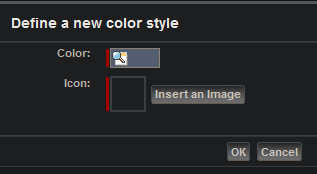 Define a new color style
Color:
Icon:
Insert an Image
OK Cancel